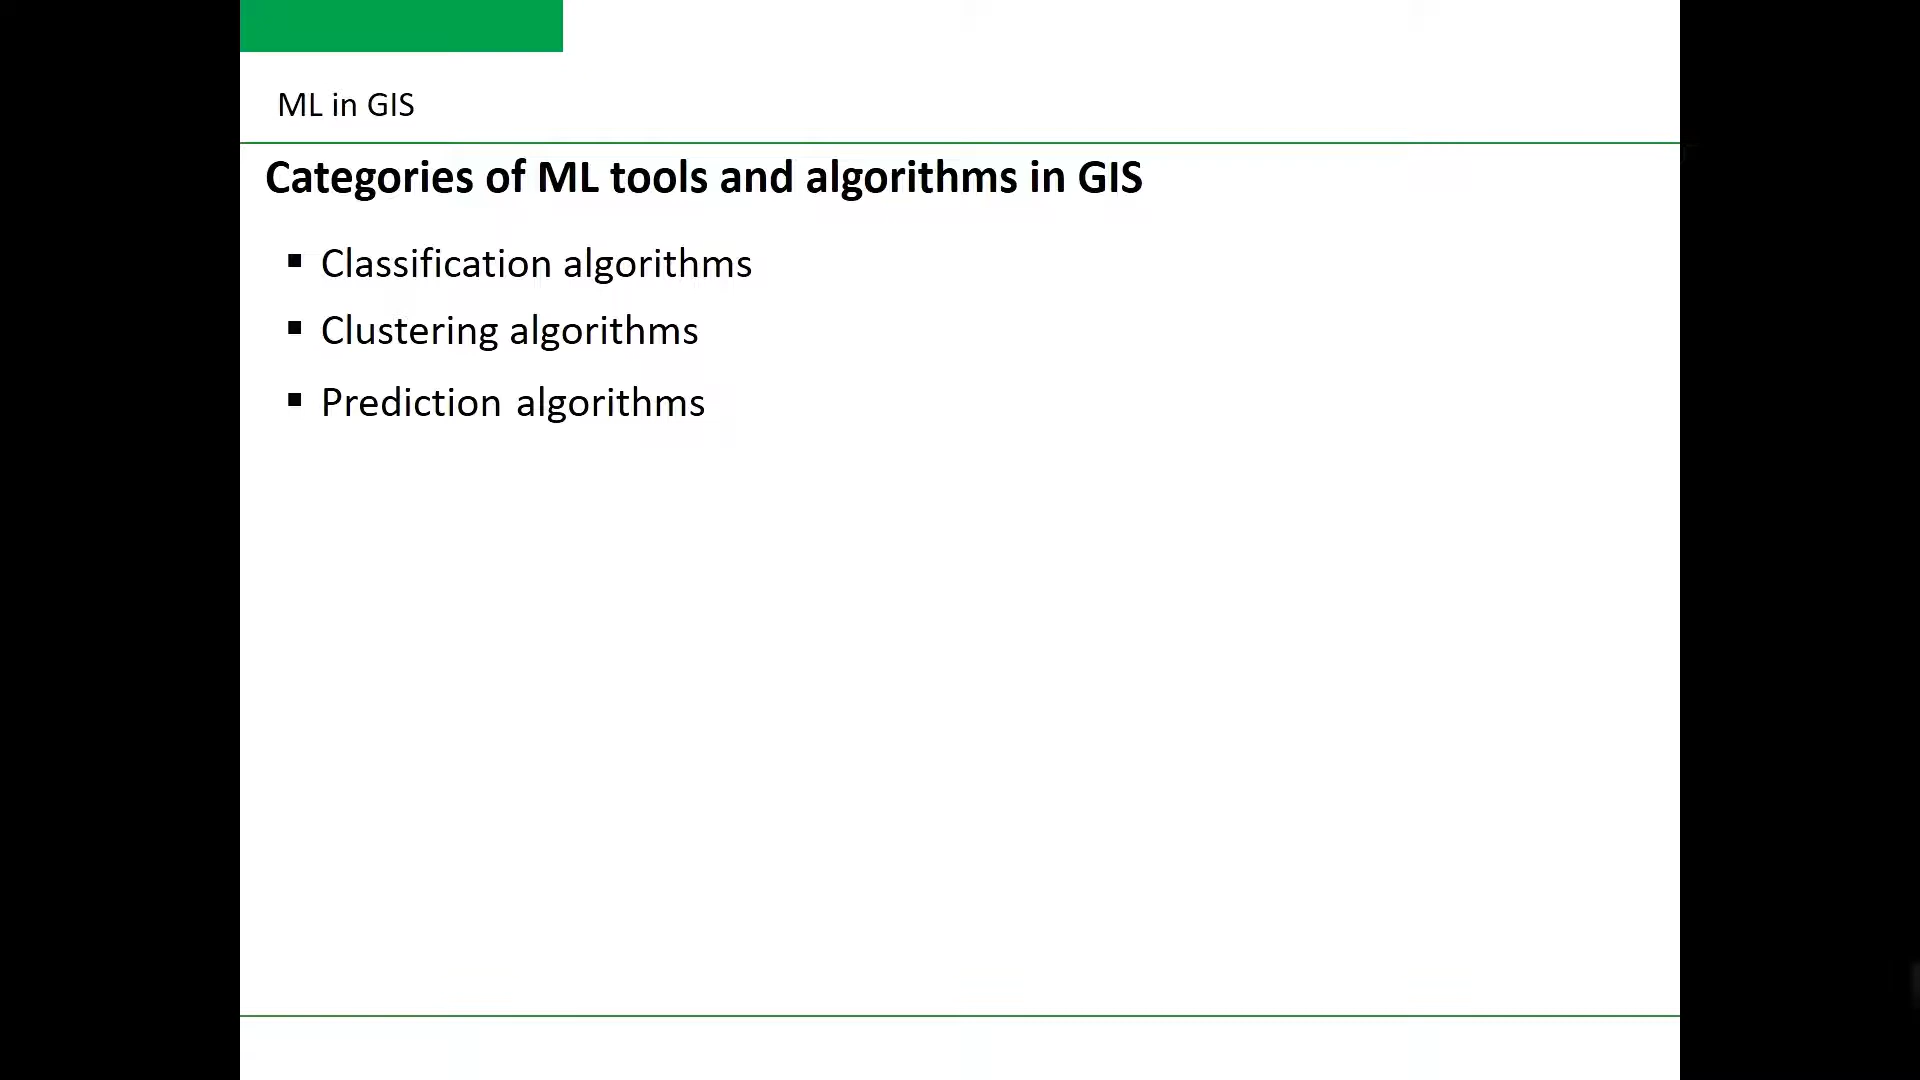 ML in GIS
Categories of ML tools and algorithms in GIS
▪ Classification algorithms
▪ Clustering algorithms
▪ Prediction algorithms